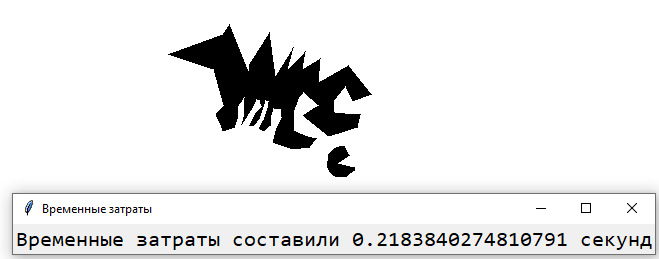 Временные затраты
Временные затраты составили 0.2183840274810791 секунд